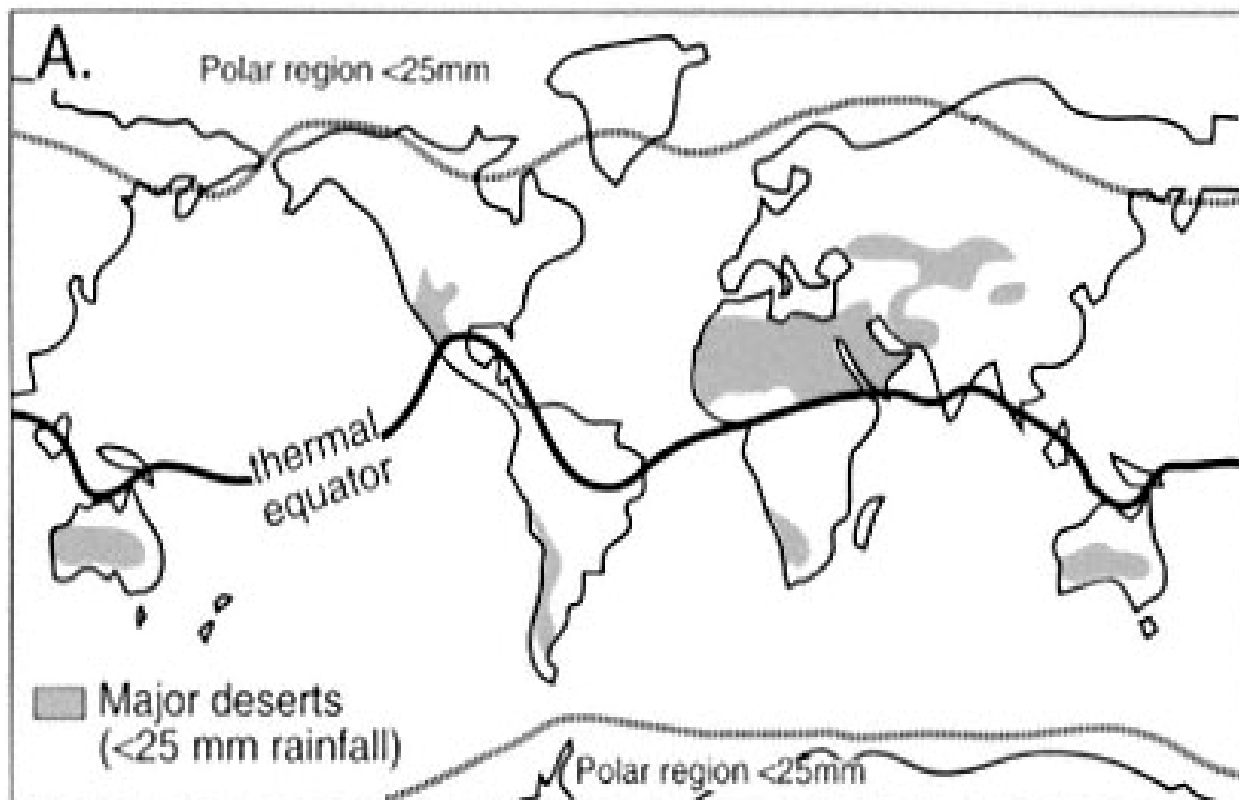 A.
Polar region <25mm
thermal
equator
Major deserts
(<25 mm rainfall)
Polar region <25mm